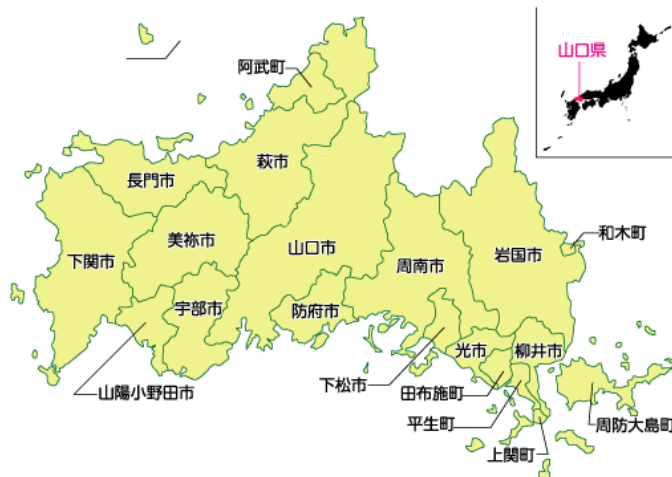 山口県
阿武町
萩市
長門市
美祢市
和木町
山口市
岩国市
下関市
周南市
宇部市
防府市
光市
柳井市
下松市
田布施町
山陽小野田市
平生町
周防大島町
上関町